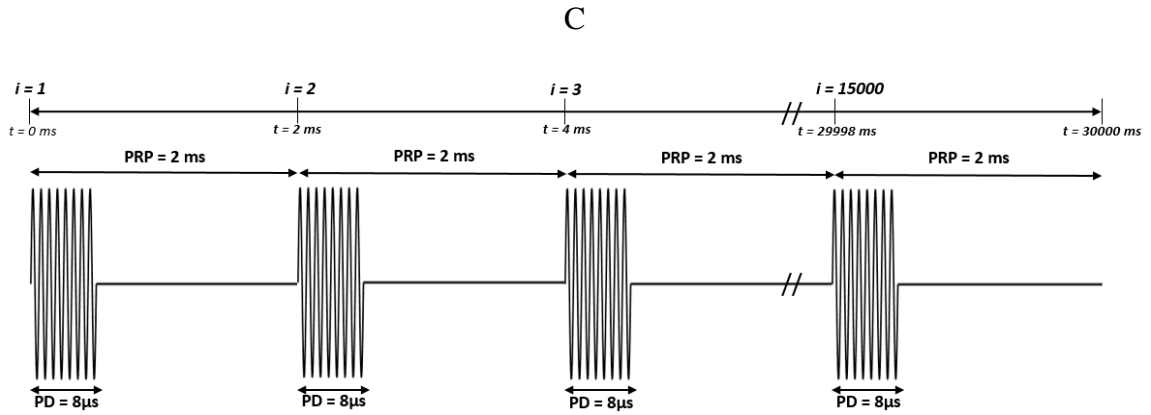 C
i = 1 i = 2 i = 3 i = 15000
t = 0 ms t = 2 ms t = 4 ms t = 29998 ms t = 30000 ms
PRP = 2 ms PRP = 2 ms PRP = 2 ms PRP = 2 ms
PD = 8µs PD = 8µs PD = 8µs PD = 8µs